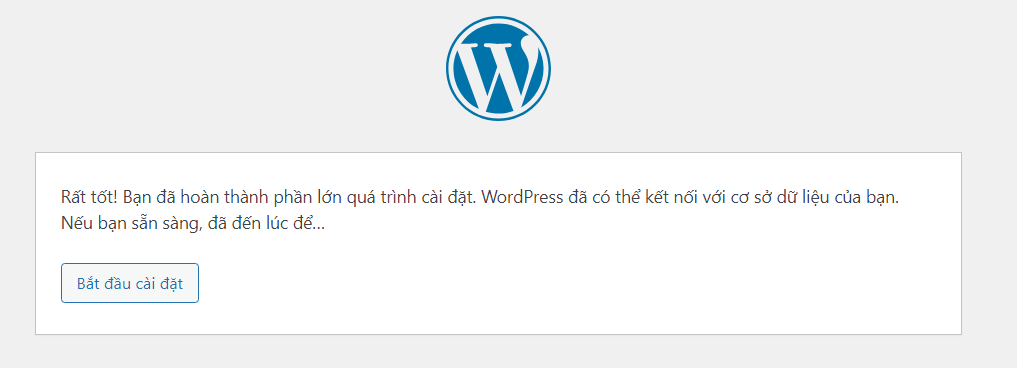 Rất tốt! Bạn đã hoàn thành phần lớn quá trình cài đặt. WordPress đã có thể kết nối với cơ sở dữ liệu của bạn.
Nếu bạn sẵn sàng, đã đến lúc để…
Bắt đầu cài đặt